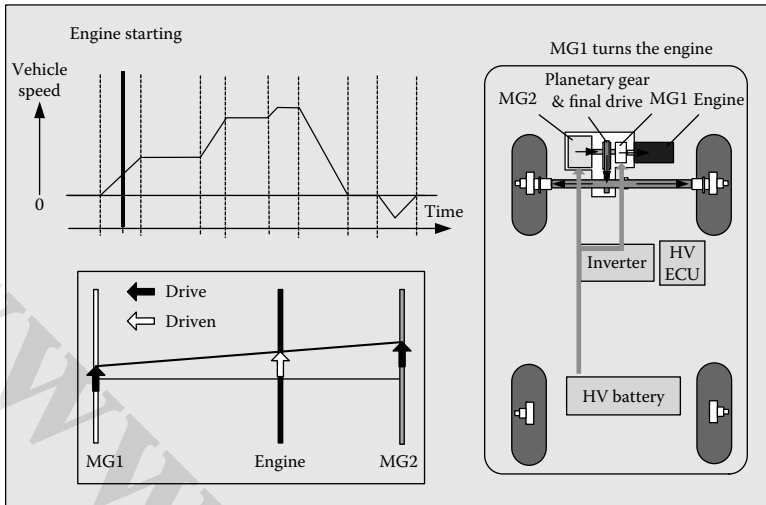 Engine starting
Vehicle
speed
0
Time
Drive
Driven
MG1
Engine
MG2
MG1 turns the engine
Planetary gear
& final drive
MG2
MG1
Engine
Inverter
HV
ECU
HV battery